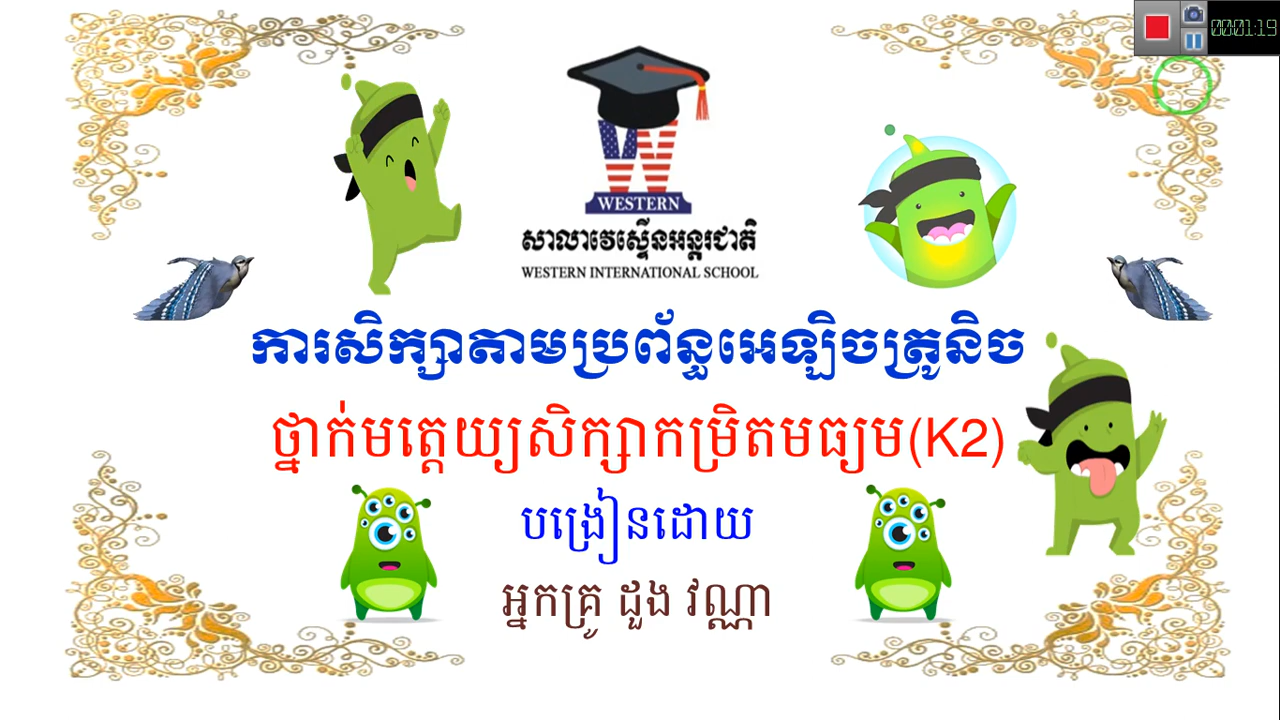 0001:19
W
WESTERN
សាលាវេស្ទើនអន្តរជាតិ
WESTERN INTERNATIONAL SCHOOL
ការសិក្សាតាមប្រព័ន្ធអេឡិចត្រូនិច
ថ្នាក់មត្តេយ្យសិក្សាកម្រិតមធ្យម(K2)
បង្រៀនដោយ
អ្នកគ្រូ ដួង វណ្ណា